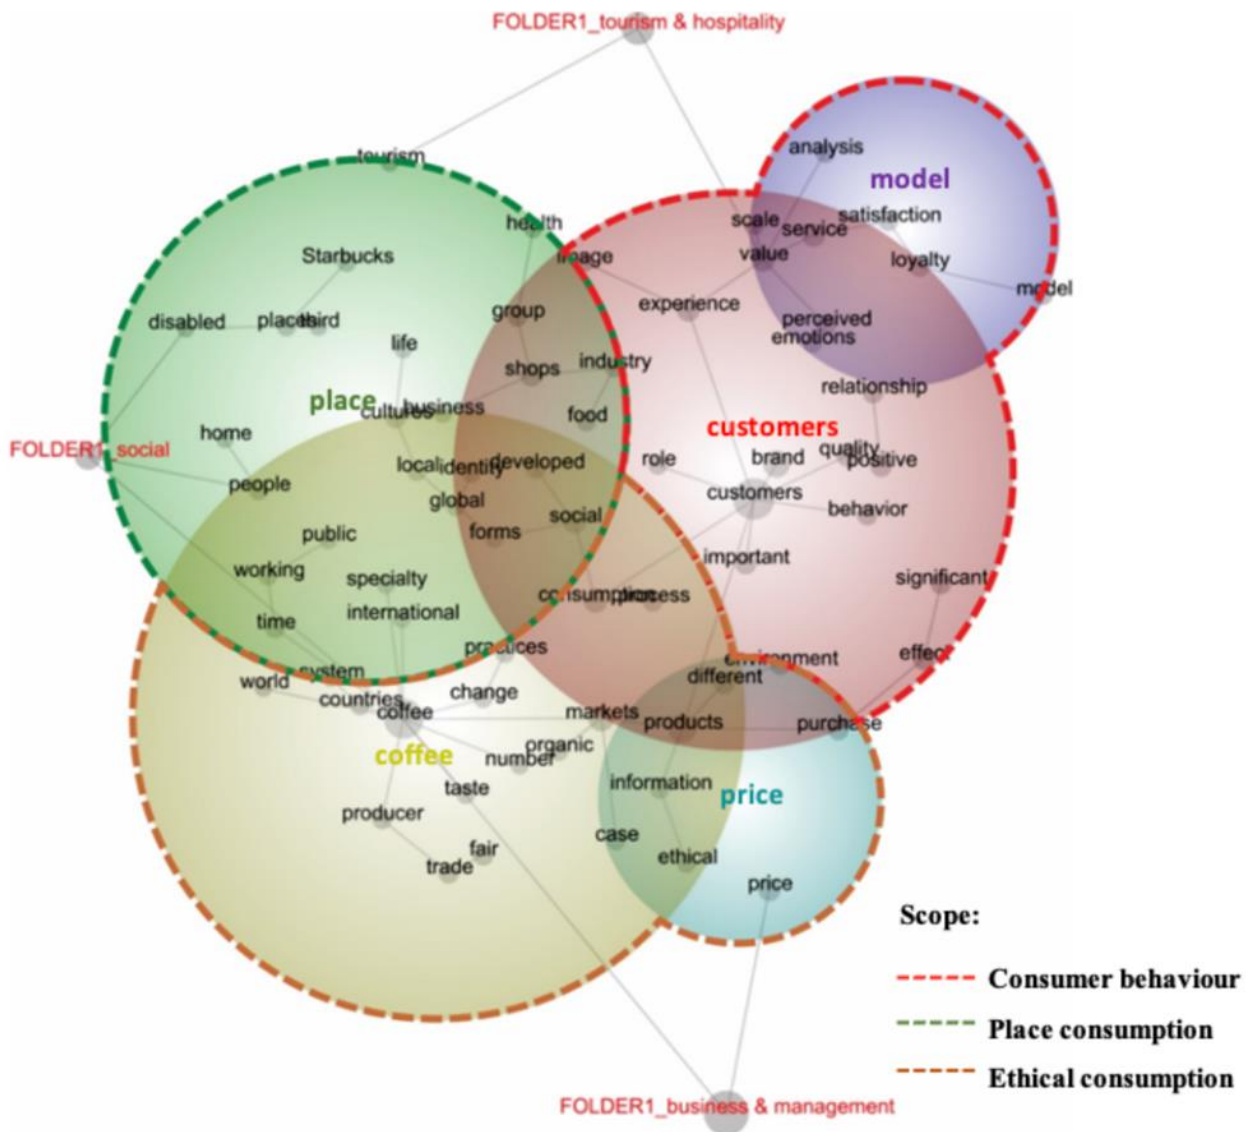 FOLDER1_tourism & hospitality
analysis
tourism
model
scale
satisfaction
health
service
Starbucks
image
value
loyalty
model
experience
group
disabled
places
third
perceived
emotions
life
industry
shops
relationship
place
cultures
business
food
customers
home
FOLDER1_social
local
identity
developed
role
brand
quality
positive
people
global
customers
behavior
social
public
forms
important
working
specialty
significant
international
consumption
process
time
practices
environment
effect
system
world
different
countries
change
coffee
markets
products
purchase
coffee
number
organic
taste
information
price
producer
case
fair
ethical
trade
price
Scope:
Consumer behaviour
Place consumption
Ethical consumption
FOLDER1_business & management